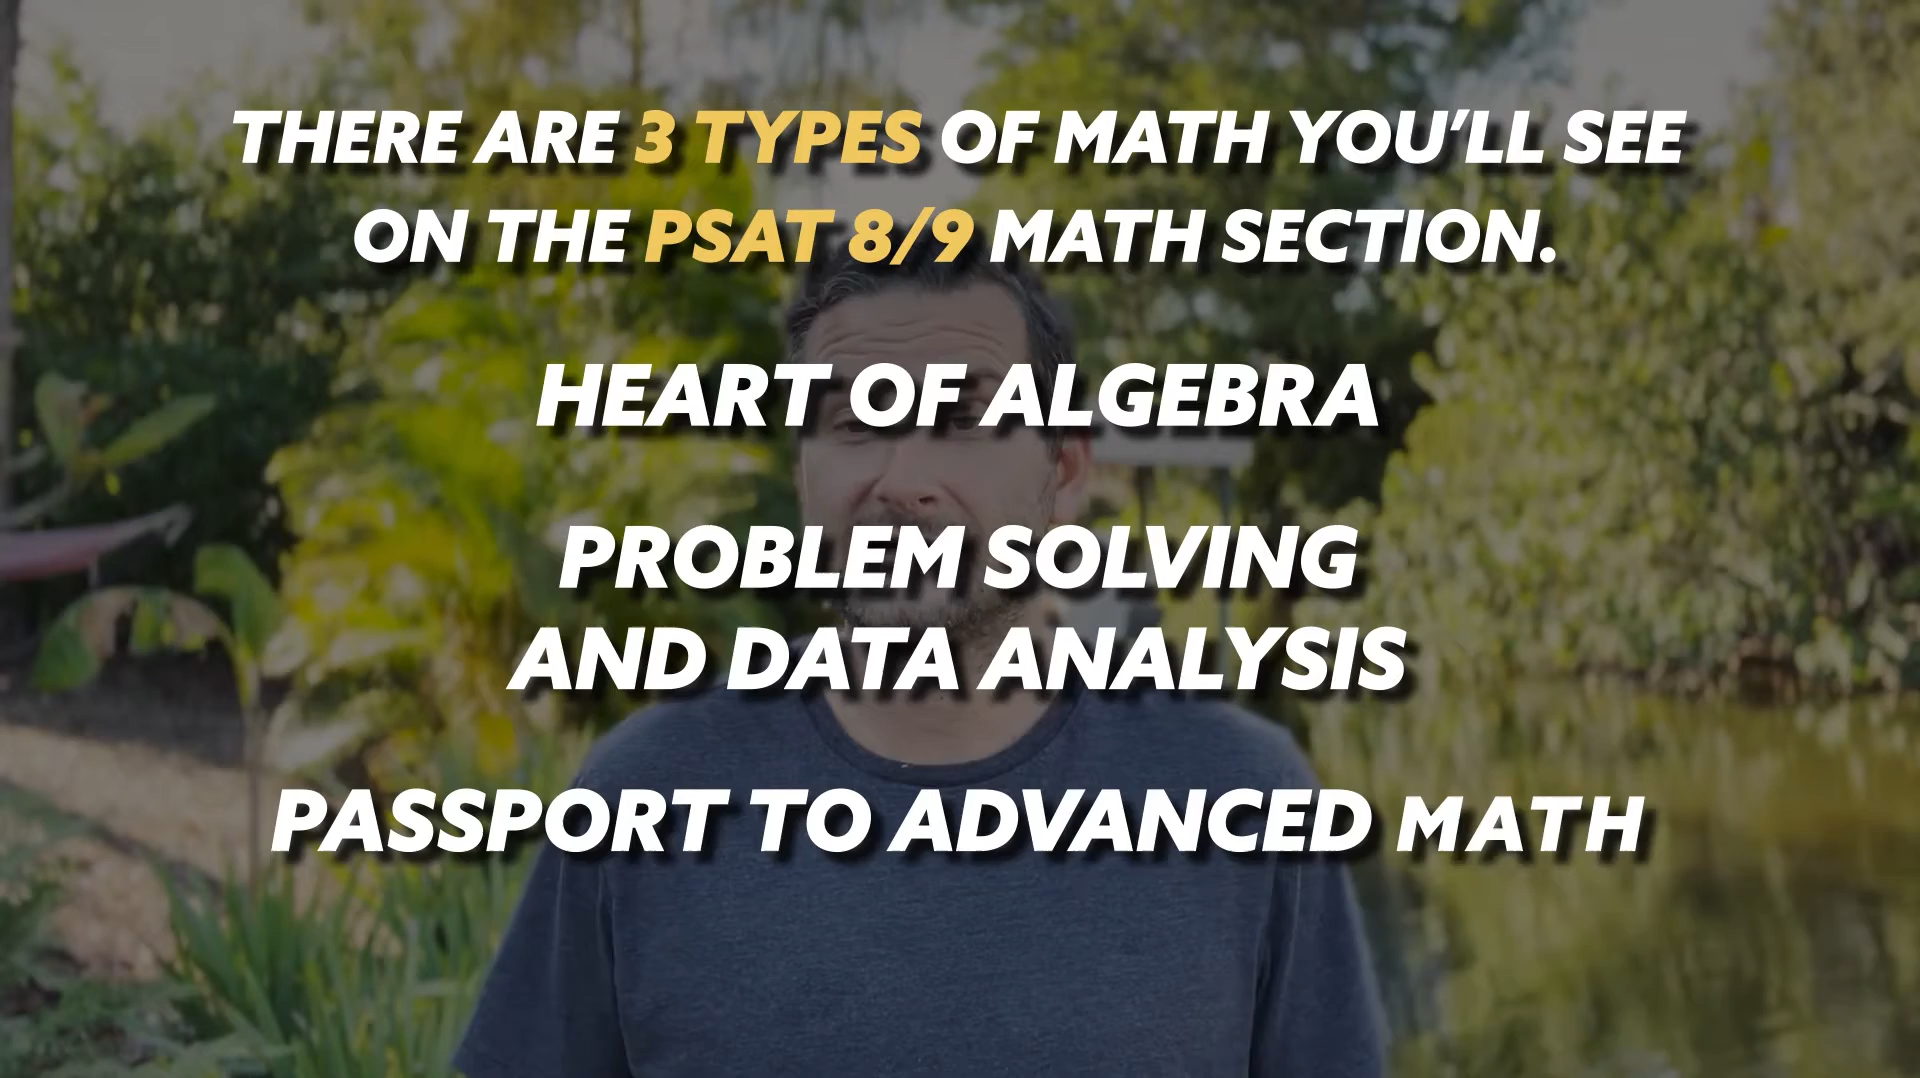 THERE ARE 3 TYPES OF MATH YOU'LL SEE
ON THE PSAT 8/9 MATH SECTION.
HEART OF ALGEBRA
PROBLEM SOLVING
AND DATA ANALYSIS
PASSPORT TO ADVANCED MATH